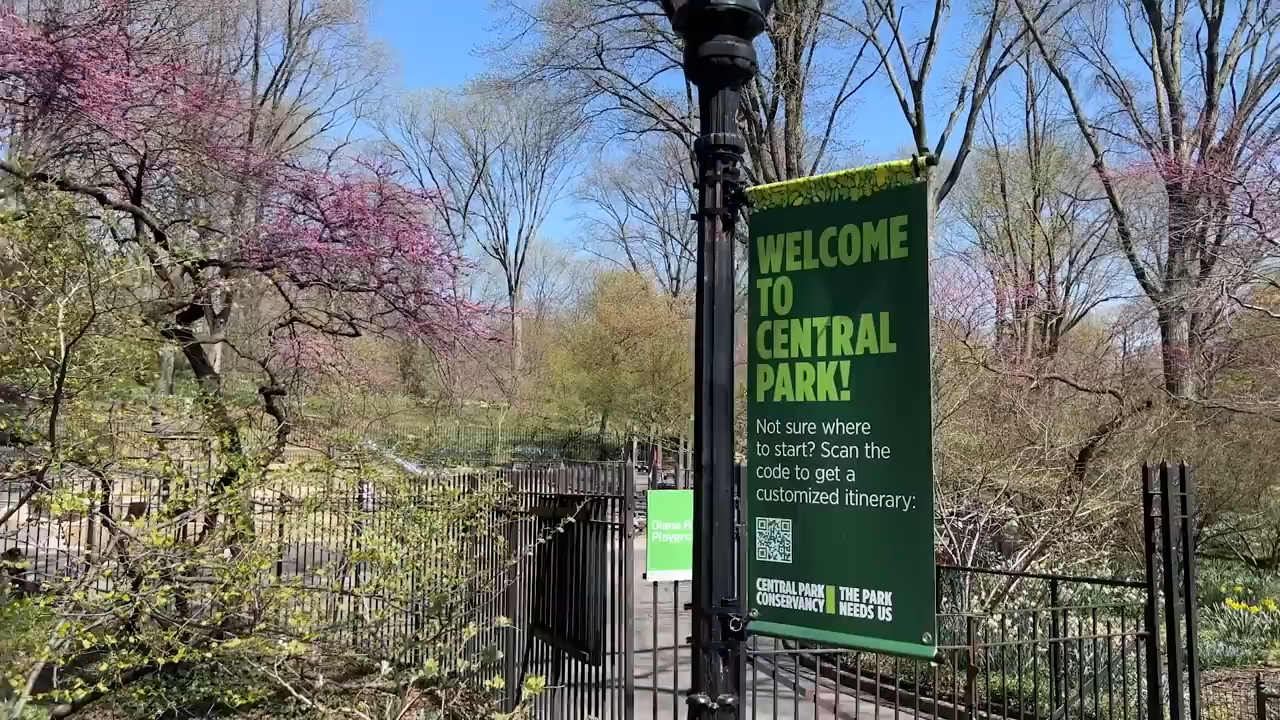 WELCOME
TO
CENTRAL
PARK!
Not sure where
to start? Scan the
code to get a
customized itinerary:
CENTRAL PARK
CONSERVANCY
THE PARK
NEEDS US
Diana